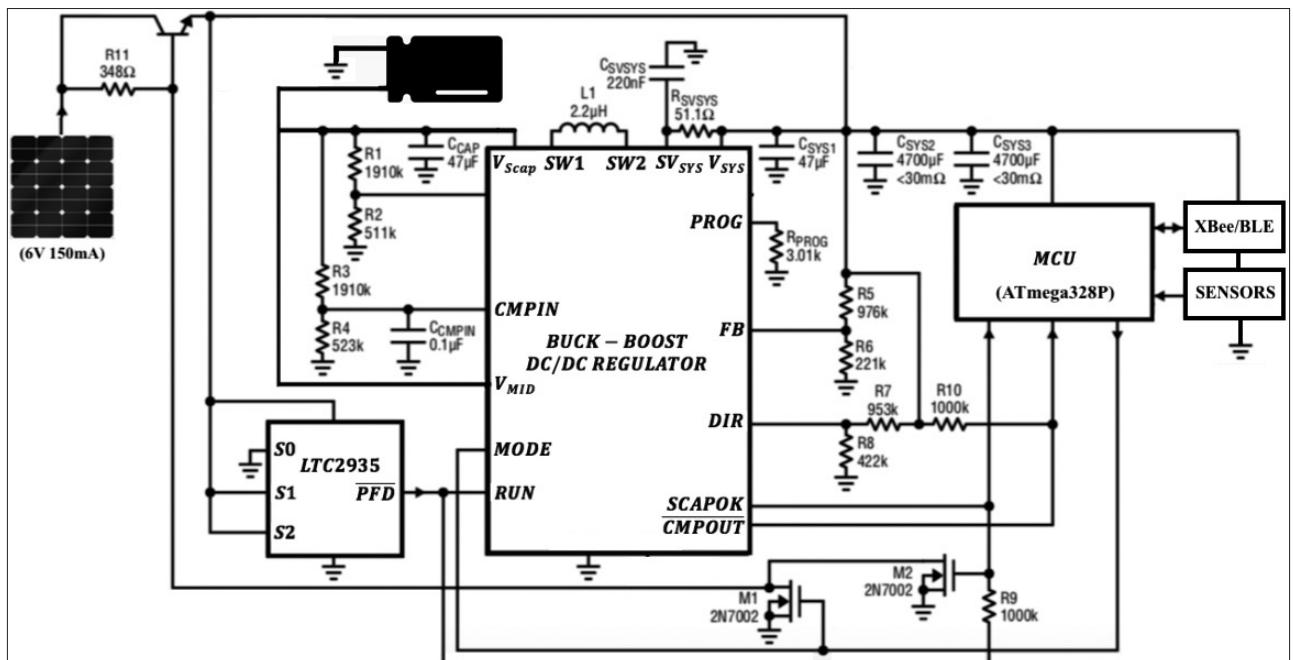 R11
348Ω
(6V 150mA)
L1
2.2μH
CSVSYS
220nF
RSVSYS
51.1Ω
R1
1910k
CCAP
47μF
R2
511k
R3
1910k
R4
523k
CCMPIN
0.1μF
VScap
SW1
SW2
SVSYS
VSYS
CSYS1
47μF
CSYS2
4700μF
<30mΩ
CSYS3
4700μF
<30mΩ
PROG
RPROG
3.01k
CMPIN
FB
BUCK – BOOST
DC/DC REGULATOR
VMID
DIR
MODE
RUN
SCAPOK
CMPOUT
R5
976k
R6
221k
R7
953k
R10
1000k
R8
422k
MCU
(ATmega328P)
XBee/BLE
SENSORS
S0
LTC2935
S1
PFD
S2
M1
2N7002
M2
2N7002
R9
1000k